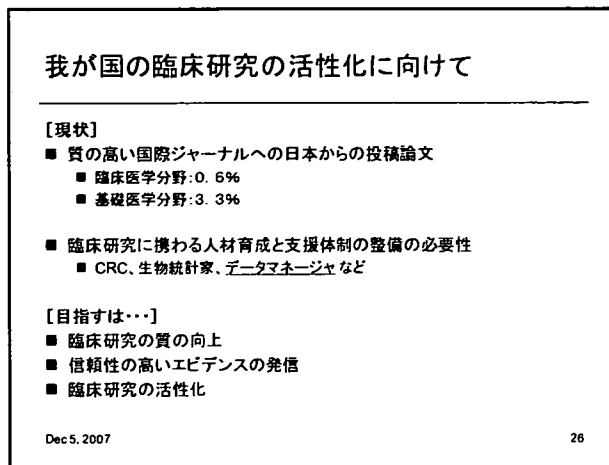 我が国の臨床研究の活性化に向けて
[現状]
■ 質の高い国際ジャーナルへの日本からの投稿論文
■ 臨床医学分野:0. 6%
■ 基礎医学分野:3. 3%
■ 臨床研究に携わる人材育成と支援体制の整備の必要性
■ CRC、生物統計家、データマネージャ など
[目指すは・・・]
■ 臨床研究の質の向上
■ 信頼性の高いエビデンスの発信
■ 臨床研究の活性化
Dec 5, 2007
26